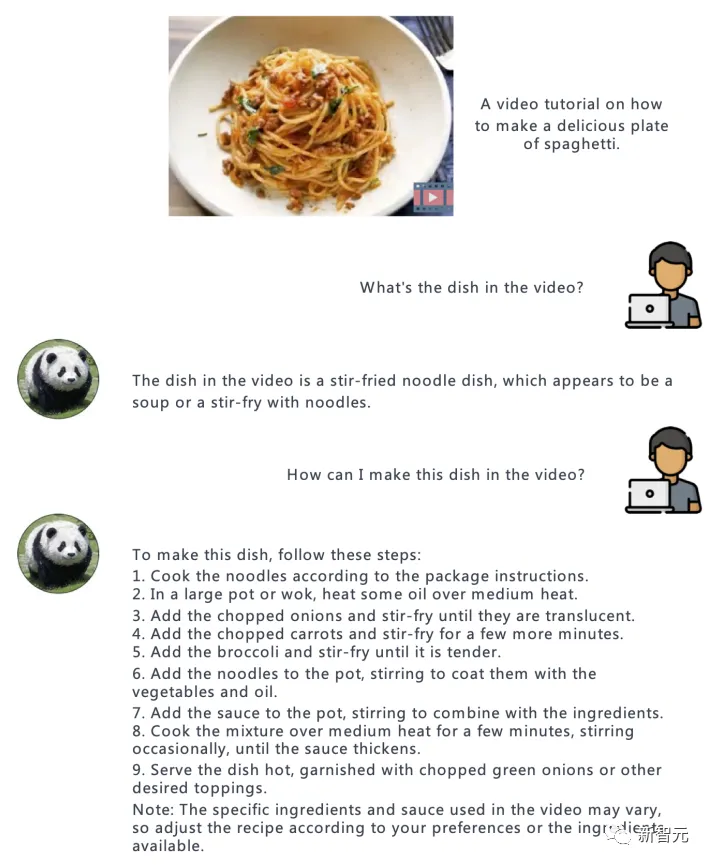 A video tutorial on how
to make a delicious plate
of spaghetti.
What's the dish in the video?
The dish in the video is a stir-fried noodle dish, which appears to be a
soup or a stir-fry with noodles.
How can I make this dish in the video?
To make this dish, follow these steps:
1. Cook the noodles according to the package instructions.
2. In a large pot or wok, heat some oil over medium heat.
3. Add the chopped onions and stir-fry until they are translucent.
4. Add the chopped carrots and stir-fry for a few more minutes.
5. Add the broccoli and stir-fry until it is tender.
6. Add the noodles to the pot, stirring to coat them with the
vegetables and oil.
7. Add the sauce to the pot, stirring to combine with the ingredients.
8. Cook the mixture over medium heat for a few minutes, stirring
occasionally, until the sauce thickens.
9. Serve the dish hot, garnished with chopped green onions or other
desired toppings.
Note: The specific ingredients and sauce used in the video may vary,
so adjust the recipe according to your preferences or the ingredients
available.
新智元